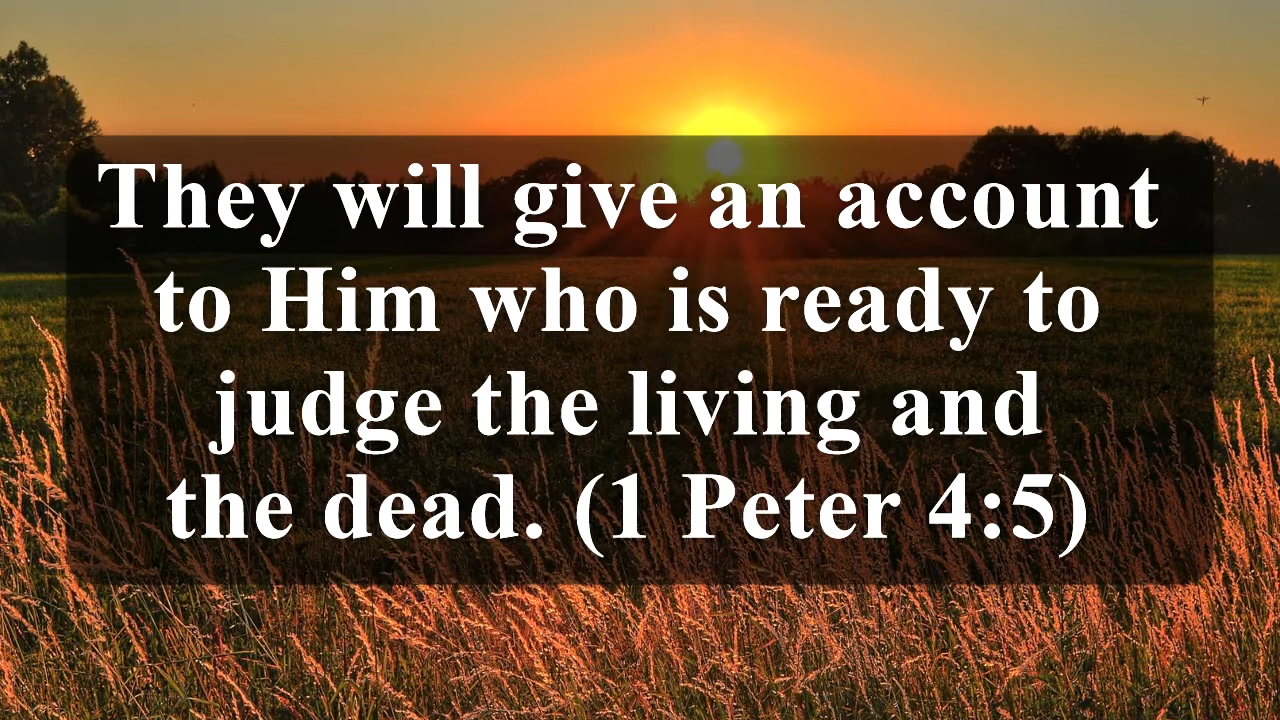 They will give an account
to Him who is ready to
judge the living and
the dead. (1 Peter 4:5)